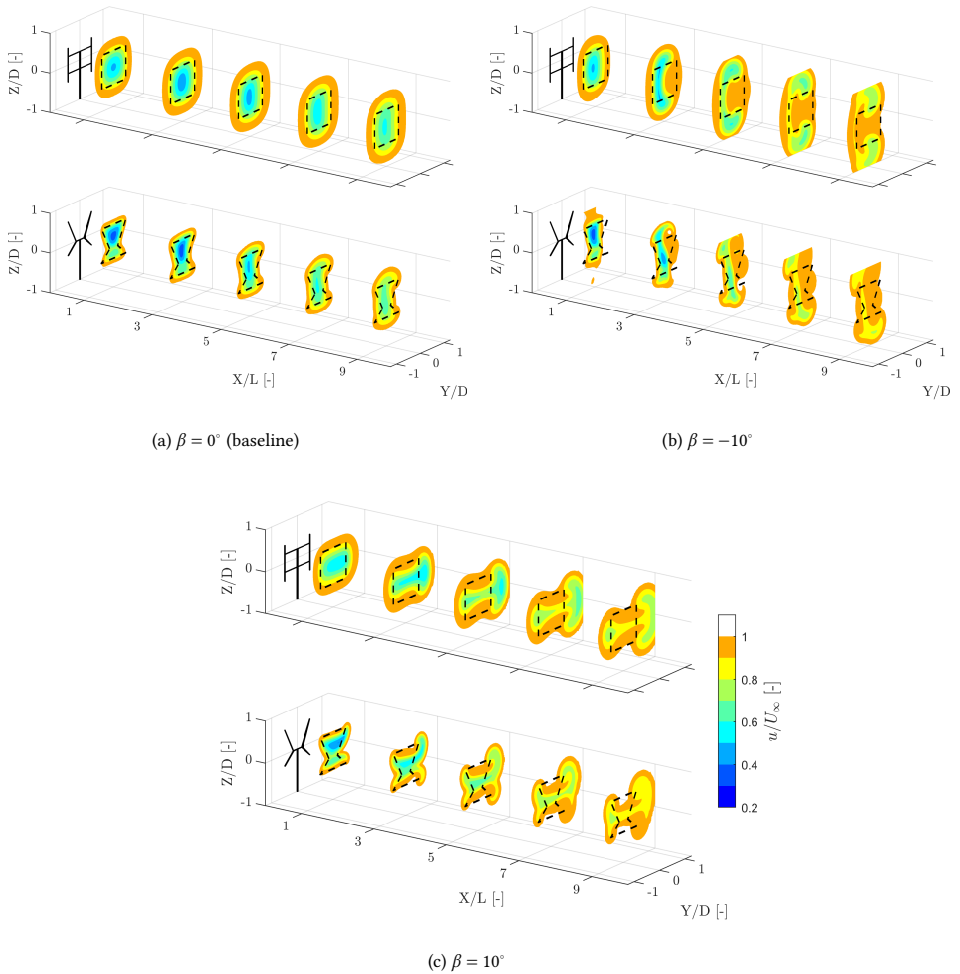 1
0
-1
Z/D [-]
1
0
-1
Z/D [-]
1
3
5
7
9
X/L [-]
-1
0
1
Y/D
(a) β = 0° (baseline)
1
0
-1
Z/D [-]
1
0
-1
Z/D [-]
1
3
5
7
9
X/L [-]
-1
0
1
Y/D
(b) β = −10°
1
0
-1
Z/D [-]
1
0
-1
Z/D [-]
1
3
5
7
9
X/L [-]
-1
0
1
Y/D [-]
1
0.8
0.6
0.4
0.2
u/U∞ [-]
(c) β = 10°